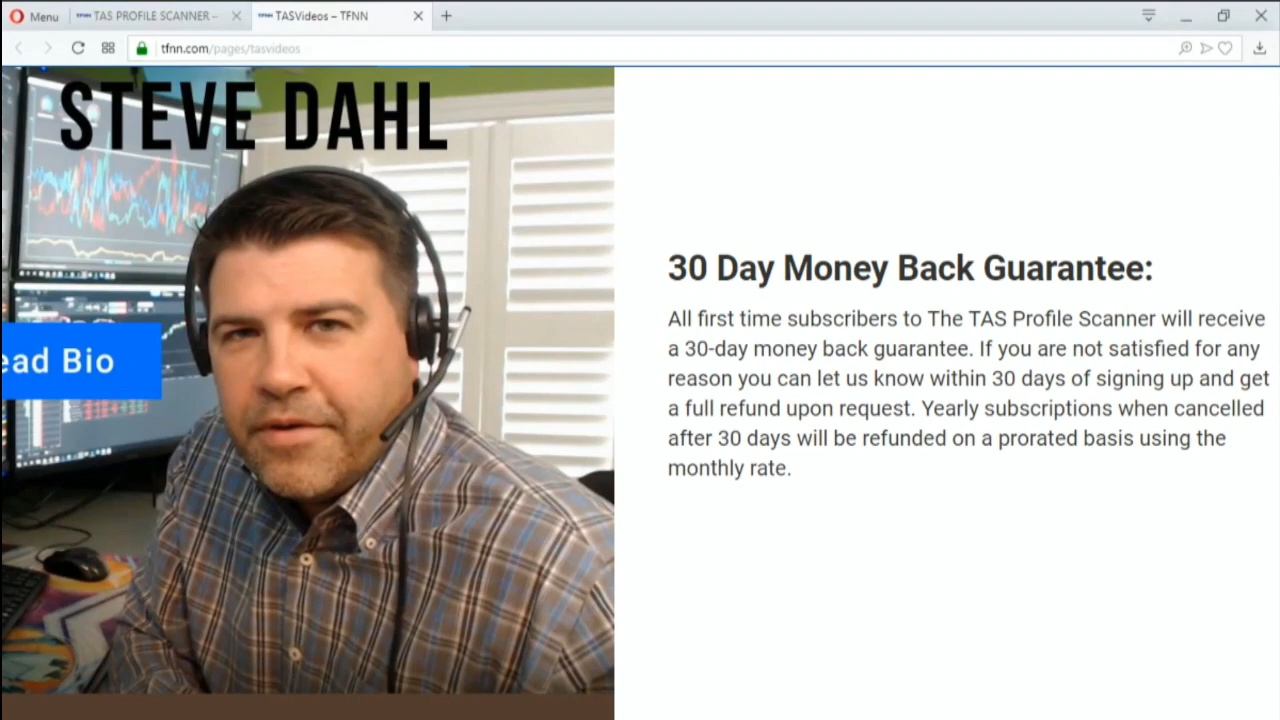 Menu
TAS PROFILE SCANNER –
TASVideos – TFNN
tfnn.com/pages/tasvideos
STEVE DAHL
ead Bio
30 Day Money Back Guarantee:
All first time subscribers to The TAS Profile Scanner will receive
a 30-day money back guarantee. If you are not satisfied for any
reason you can let us know within 30 days of signing up and get
a full refund upon request. Yearly subscriptions when cancelled
after 30 days will be refunded on a prorated basis using the
monthly rate.